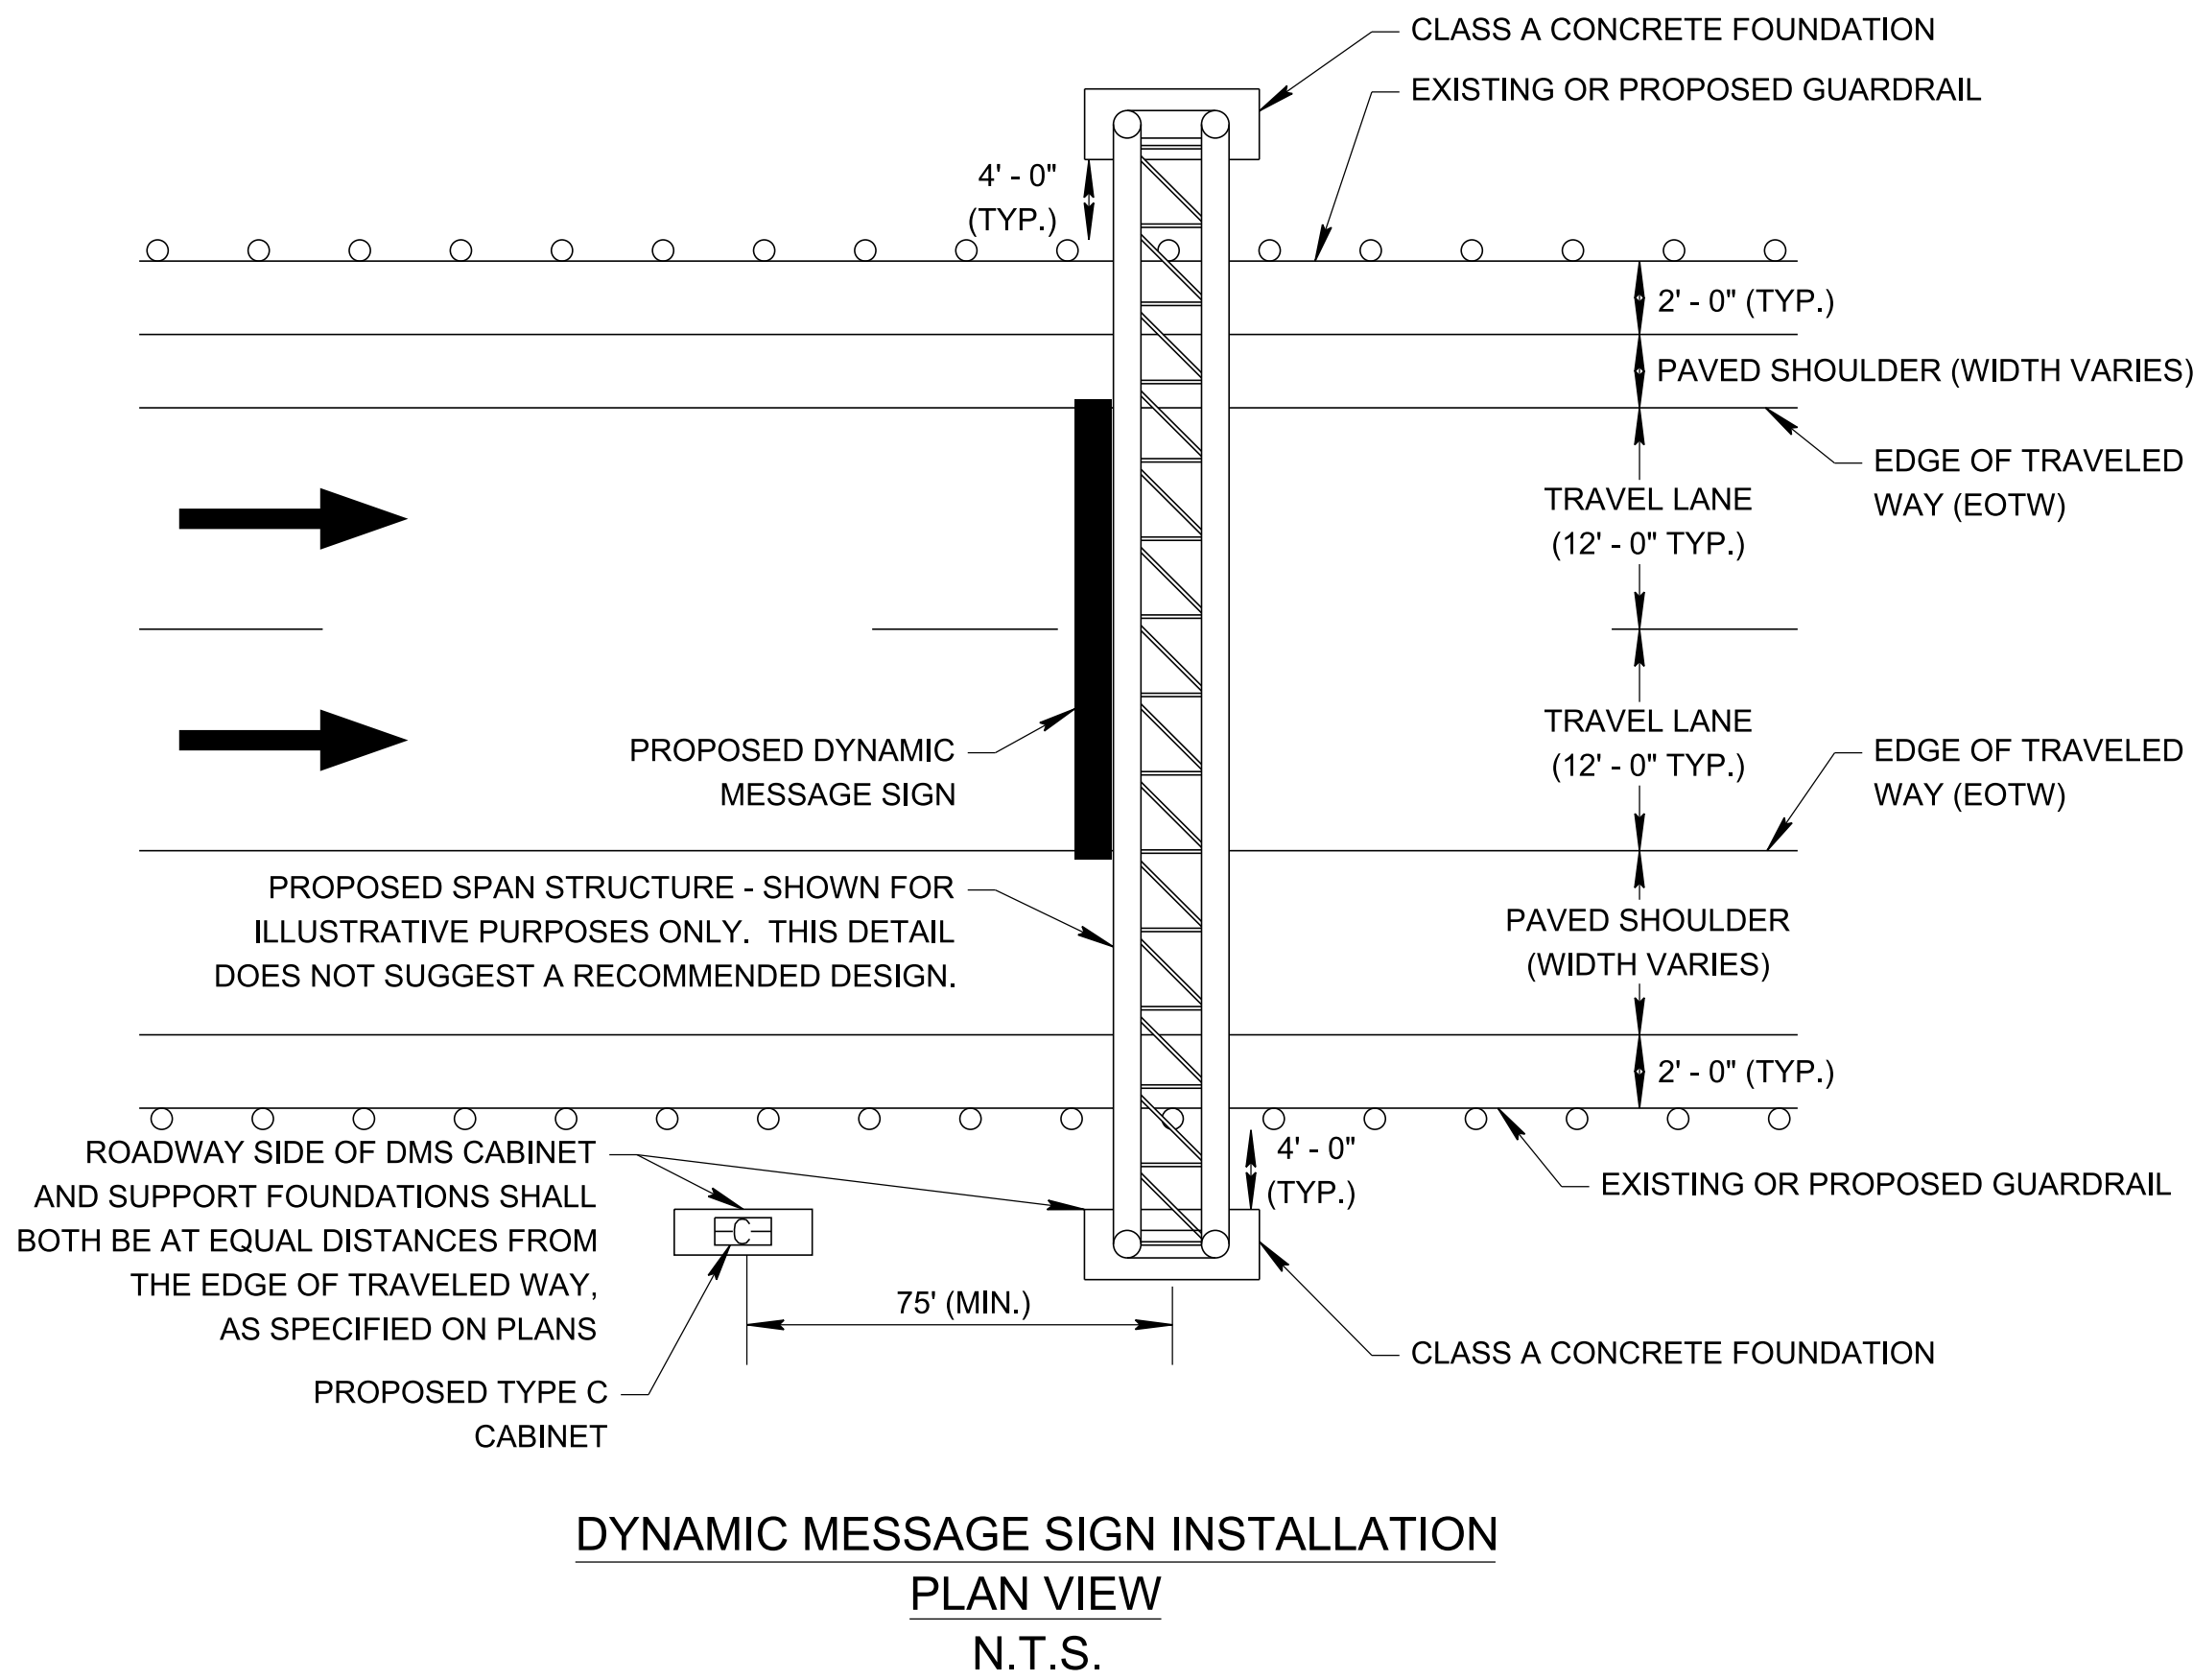 CLASS A CONCRETE FOUNDATION
EXISTING OR PROPOSED GUARDRAIL
4' - 0"
(TYP.)
2' - 0" (TYP.)
PAVED SHOULDER (WIDTH VARIES)
EDGE OF TRAVELED
WAY (EOTW)
TRAVEL LANE
(12' - 0" TYP.)
TRAVEL LANE
(12' - 0" TYP.)
PROPOSED DYNAMIC
MESSAGE SIGN
EDGE OF TRAVELED
WAY (EOTW)
PROPOSED SPAN STRUCTURE - SHOWN FOR
ILLUSTRATIVE PURPOSES ONLY.  THIS DETAIL
DOES NOT SUGGEST A RECOMMENDED DESIGN.
PAVED SHOULDER
(WIDTH VARIES)
2' - 0" (TYP.)
ROADWAY SIDE OF DMS CABINET
AND SUPPORT FOUNDATIONS SHALL
BOTH BE AT EQUAL DISTANCES FROM
THE EDGE OF TRAVELED WAY,
AS SPECIFIED ON PLANS
4' - 0"
(TYP.)
EXISTING OR PROPOSED GUARDRAIL
C
75' (MIN.)
CLASS A CONCRETE FOUNDATION
PROPOSED TYPE C
CABINET
DYNAMIC MESSAGE SIGN INSTALLATION
PLAN VIEW
N.T.S.